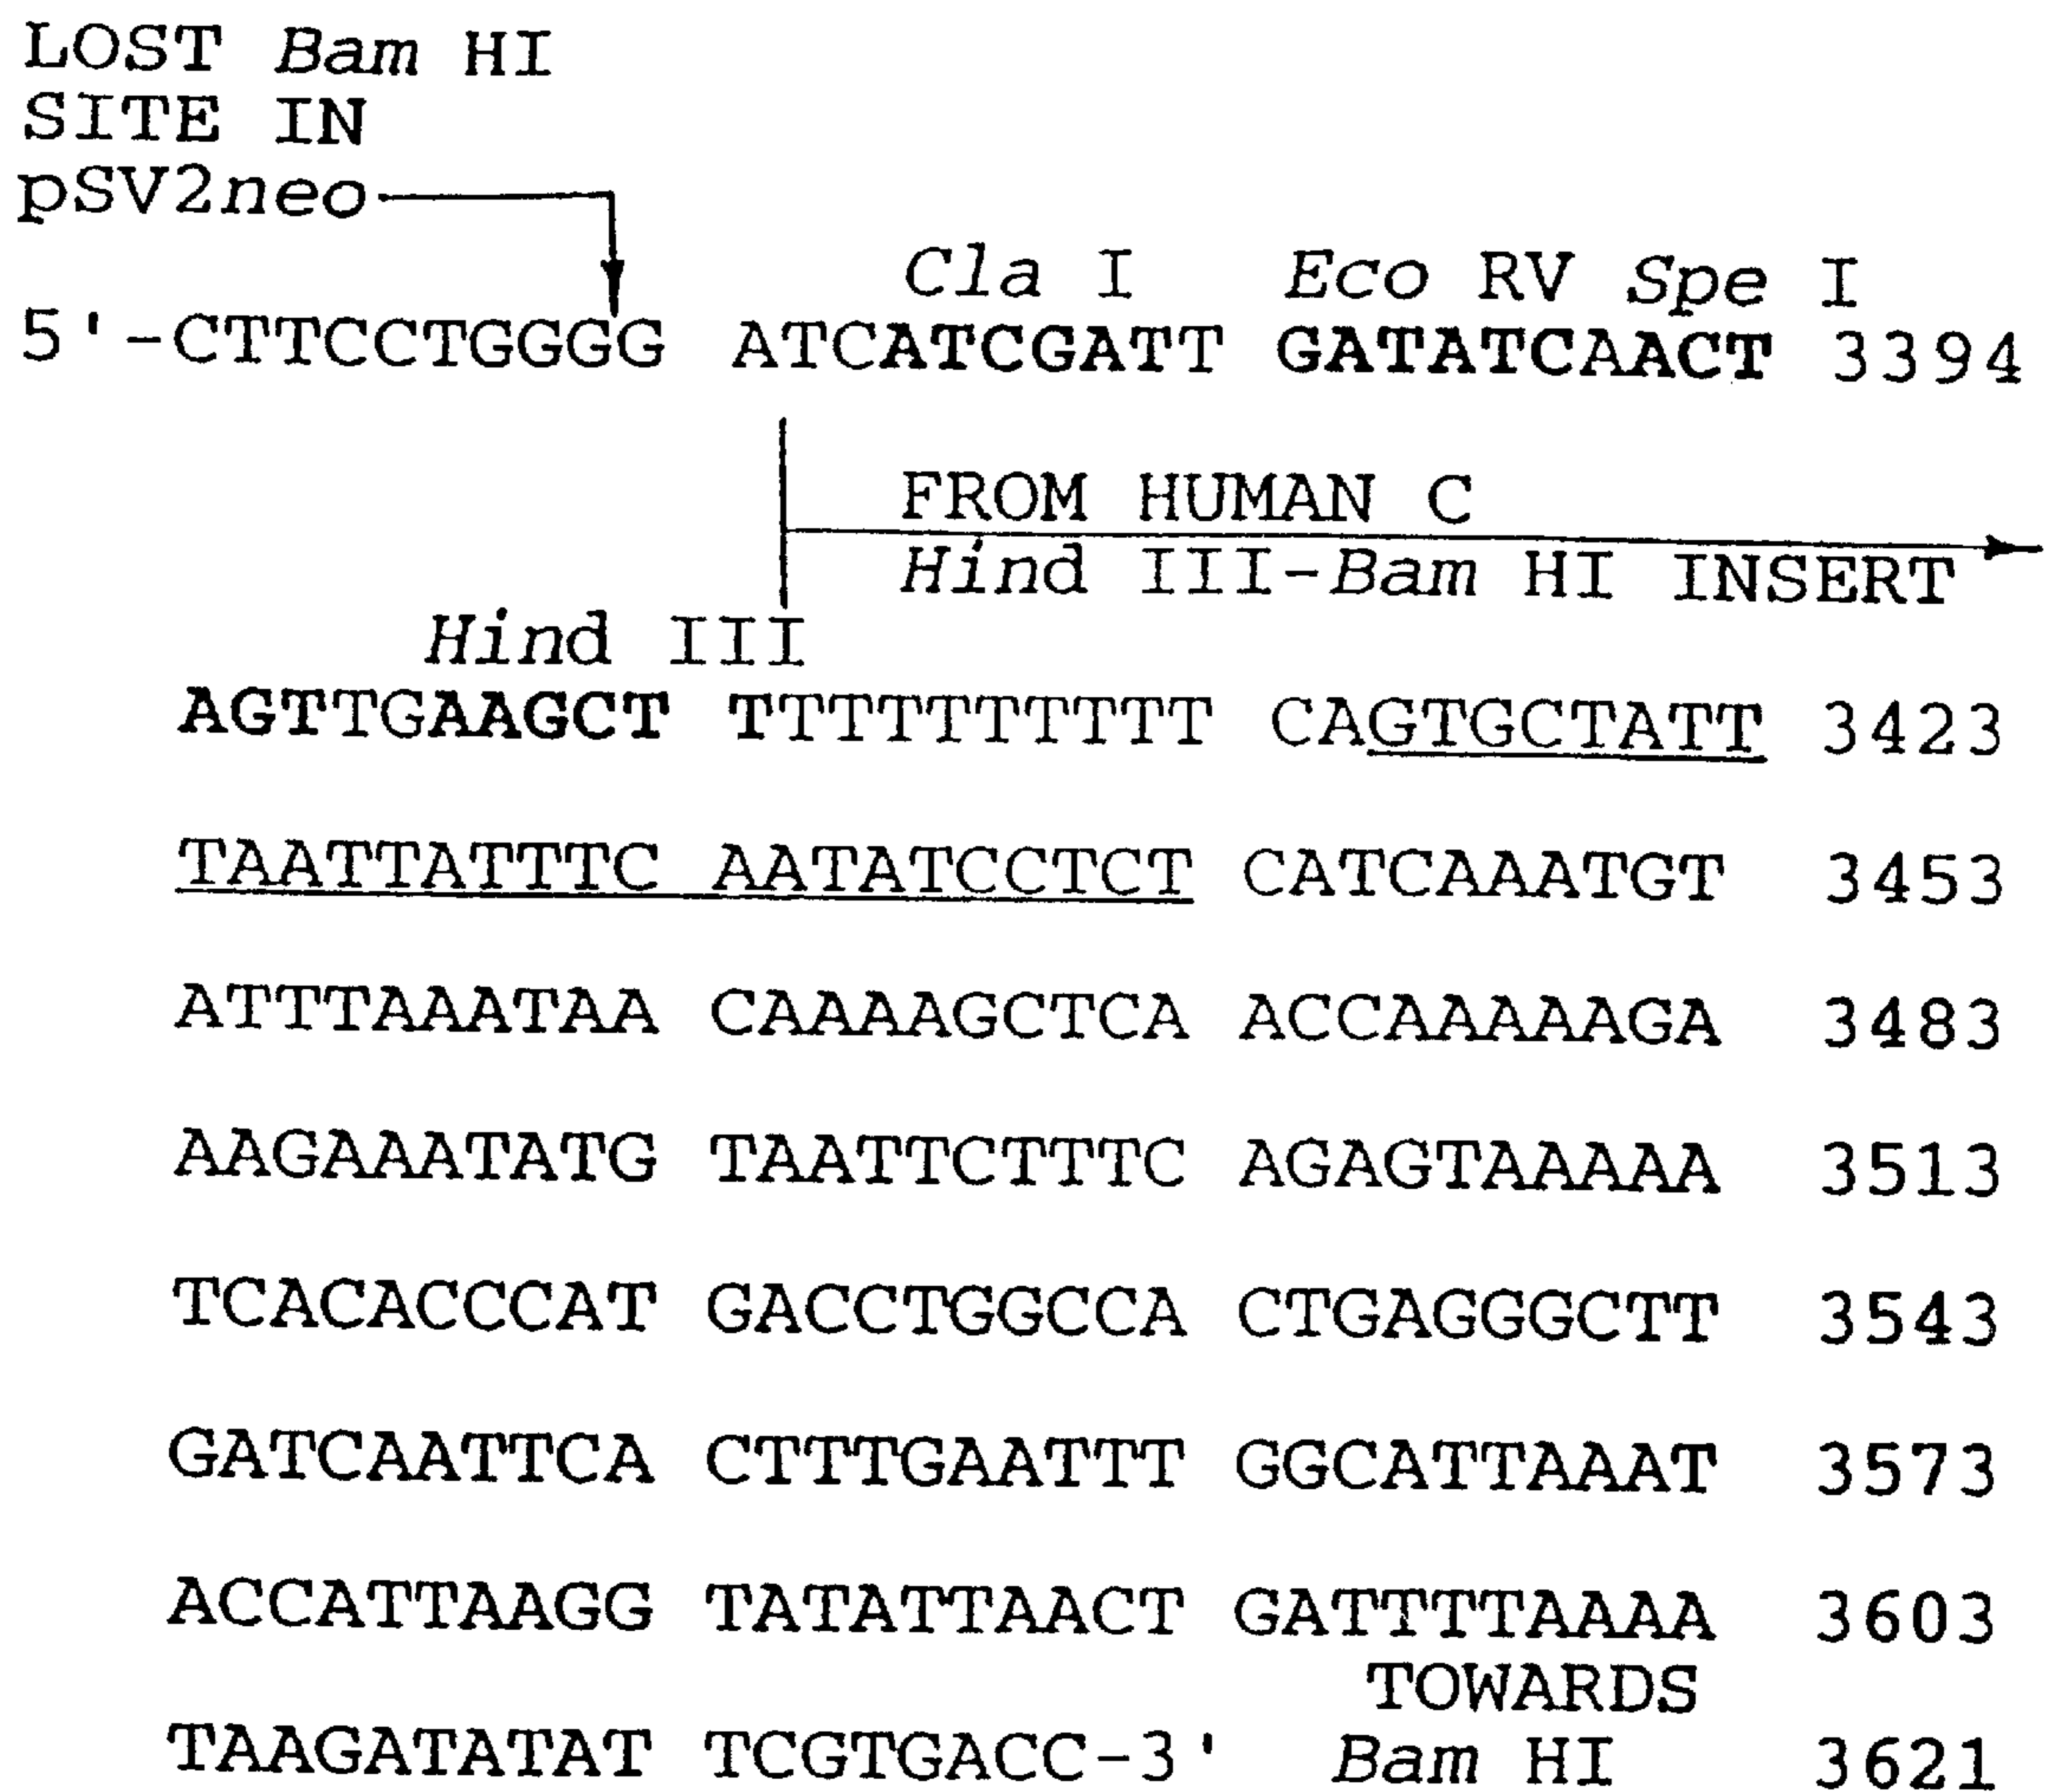 LOST Bam HI
SITE IN
pSV2neo
Cla I Eco RV Spe I
5'-CTTCCTGGGG ATCATCGATT GATATCAACT 3394
FROM HUMAN C
Hind III-Bam HI INSERT
Hind III
AGTTGAAGCT TTTTTTTTTT CAGTGCTATT 3423
TAATTATTTC AATATCCTCT CATCAAATGT 3453
ATTTAAATAA CAAAAGCTCA ACCAAAAAGA 3483
AAGAAATATG TAATTCTTTC AGAGTAAAAA 3513
TCACACCCAT GACCTGGCCA CTGAGGGCTT 3543
GATCAATTCA CTTTGAATTT GGCATTAAAT 3573
ACCATTAAGG TATATTAACT GATTTTAAAA 3603
TOWARDS
TAAGATATAT TCGTGACC-3' Bam HI 3621